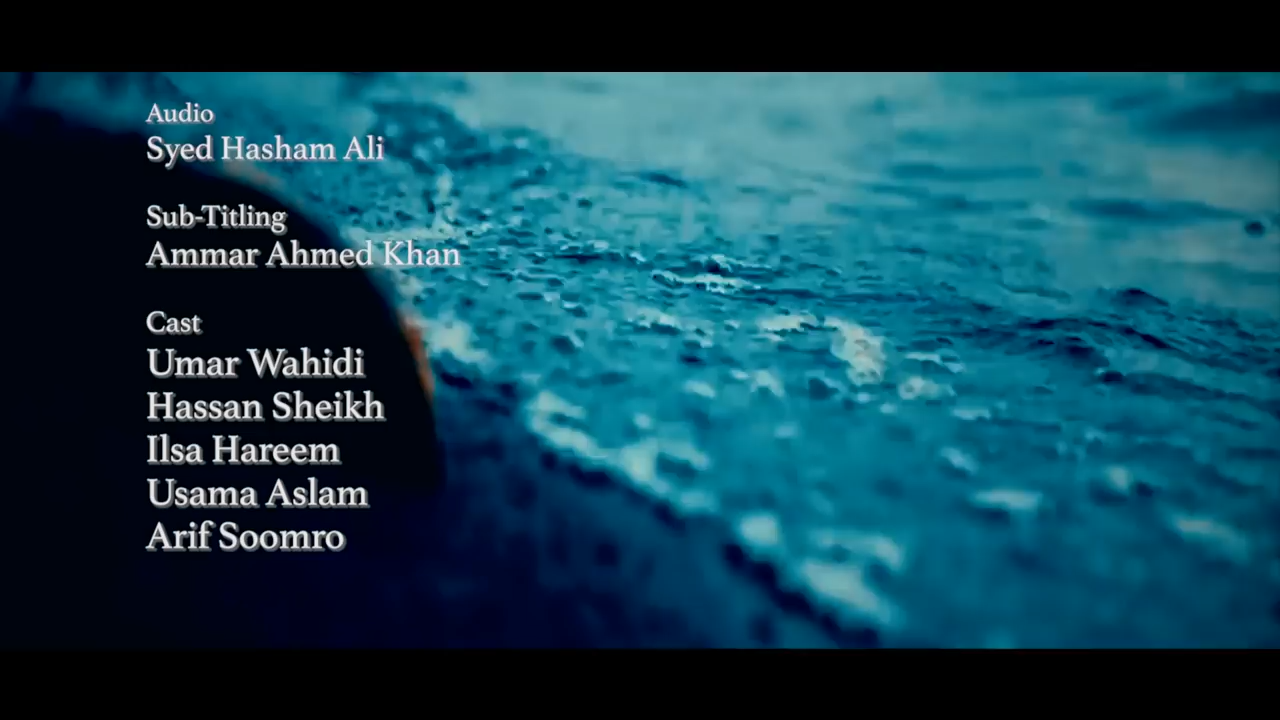 Audio
Syed Hasham Ali
Sub-Titling
Ammar Ahmed Khan
Cast
Umar Wahidi
Hassan Sheikh
Ilsa Hareem
Usama Aslam
Arif Soomro